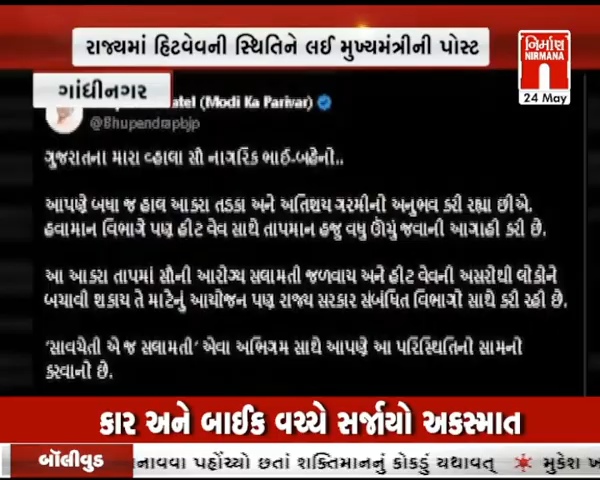 રાજ્યમાં હિટવેવની સ્થિતિને લઈ મુખ્યમંત્રીની પોસ્ટ
નિર્માણ
NIRMANA
24 May
ગાંધીનગર
(Modi Ka Parivar)
@Bhupendrapbjp
ગુજરાતના મારા વ્હાલા સૌ નાગરિક ભાઈ-બહેનો..
આપણે બધા જ હાલ આકરા તડકા અને અતિશય ગરમીનો અનુભવ કરી રહ્યા છીએ.
હવામાન વિભાગે પણ હીટ વેવ સાથે તાપમાન હજુ વધુ ઊંચું જવાની આગાહી કરી છે.
આ આકરા તાપમાં સૌની આરોગ્ય સલામતી જળવાય અને હીટ વેવની અસરોથી લોકોને
બચાવી શકાય તે માટેનું આયોજન પણ રાજ્ય સરકાર સંબંધિત વિભાગો સાથે કરી રહી છે.
‘સાવચેતી એ જ સલામતી’ એવા અભિગમ સાથે આપણે આ પરિસ્થિતિનો સામનો
કરવાનો છે.
કાર અને બાઈક વચ્ચે સર્જાયો અકસ્માત
બૉલીવુડ
નાવવા પહોંચ્યો છતાં શક્તિમાનનું કોકડું યથાવત્ મુકેશ ખ